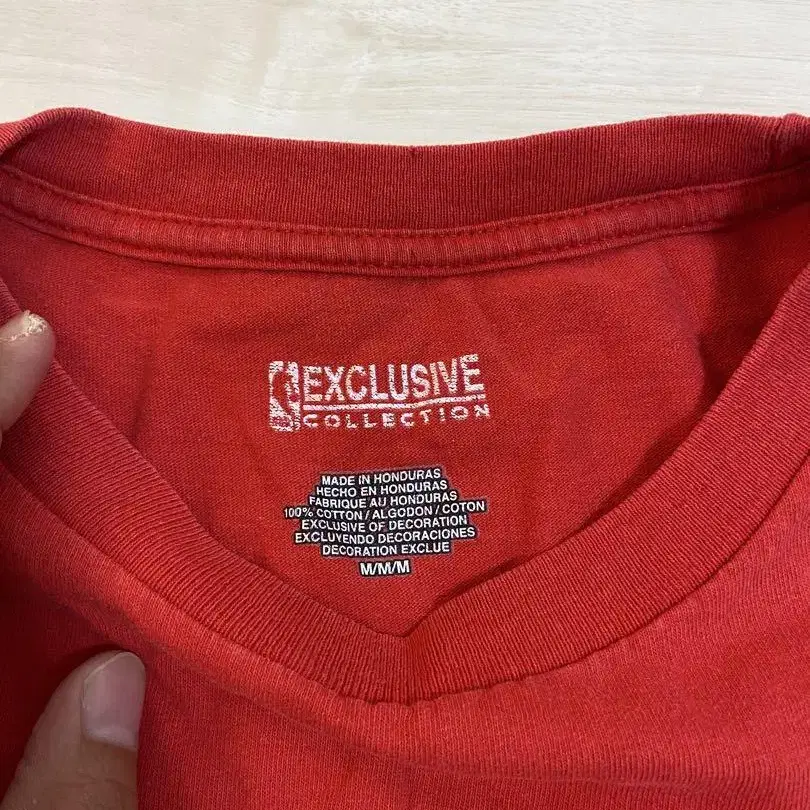 EXCLUSIVE
COLLECTION
MADE IN HONDURAS
HECHO EN HONDURAS
FABRIQUE AU HONDURAS
100% COTTON / ALGODON / COTON
EXCLUSIVE OF DECORATION
EXCLUYENDO DECORACIONES
DECORATION EXCLUE
M/M/M